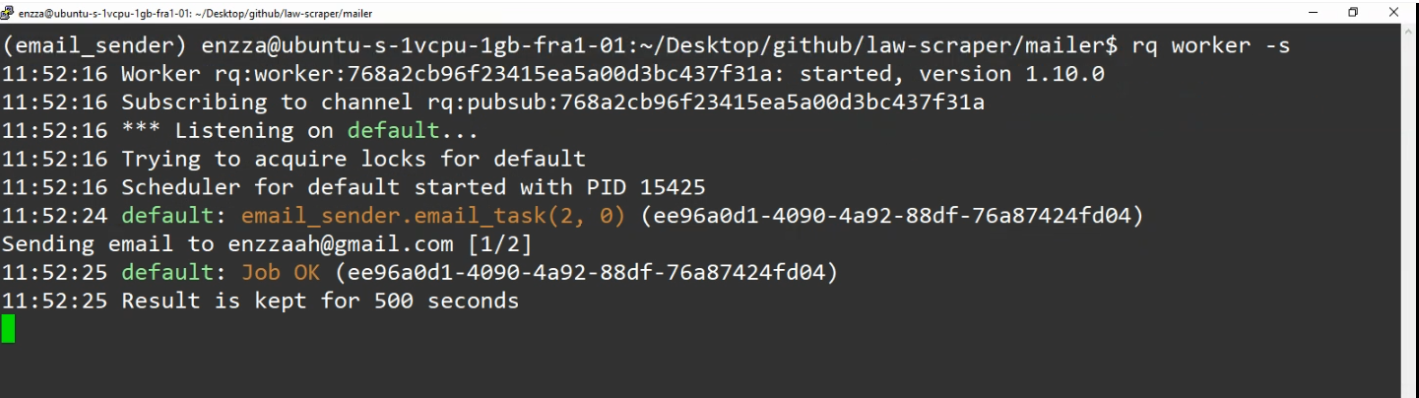 enzza@ubuntu-s-1vcpu-1gb-fra1-01: ~/Desktop/github/law-scraper/mailer
(email_sender) enzza@ubuntu-s-1vcpu-1gb-fra1-01:~/Desktop/github/law-scraper/mailer$ rq worker -s
11:52:16 Worker rq:worker:768a2cb96f23415ea5a00d3bc437f31a: started, version 1.10.0
11:52:16 Subscribing to channel rq:pubsub:768a2cb96f23415ea5a00d3bc437f31a
11:52:16 *** Listening on default...
11:52:16 Trying to acquire locks for default
11:52:16 Scheduler for default started with PID 15425
11:52:24 default: email_sender.email_task(2, 0) (ee96a0d1-4090-4a92-88df-76a87424fd04)
Sending email to enzzaah@gmail.com [1/2]
11:52:25 default: Job OK (ee96a0d1-4090-4a92-88df-76a87424fd04)
11:52:25 Result is kept for 500 seconds